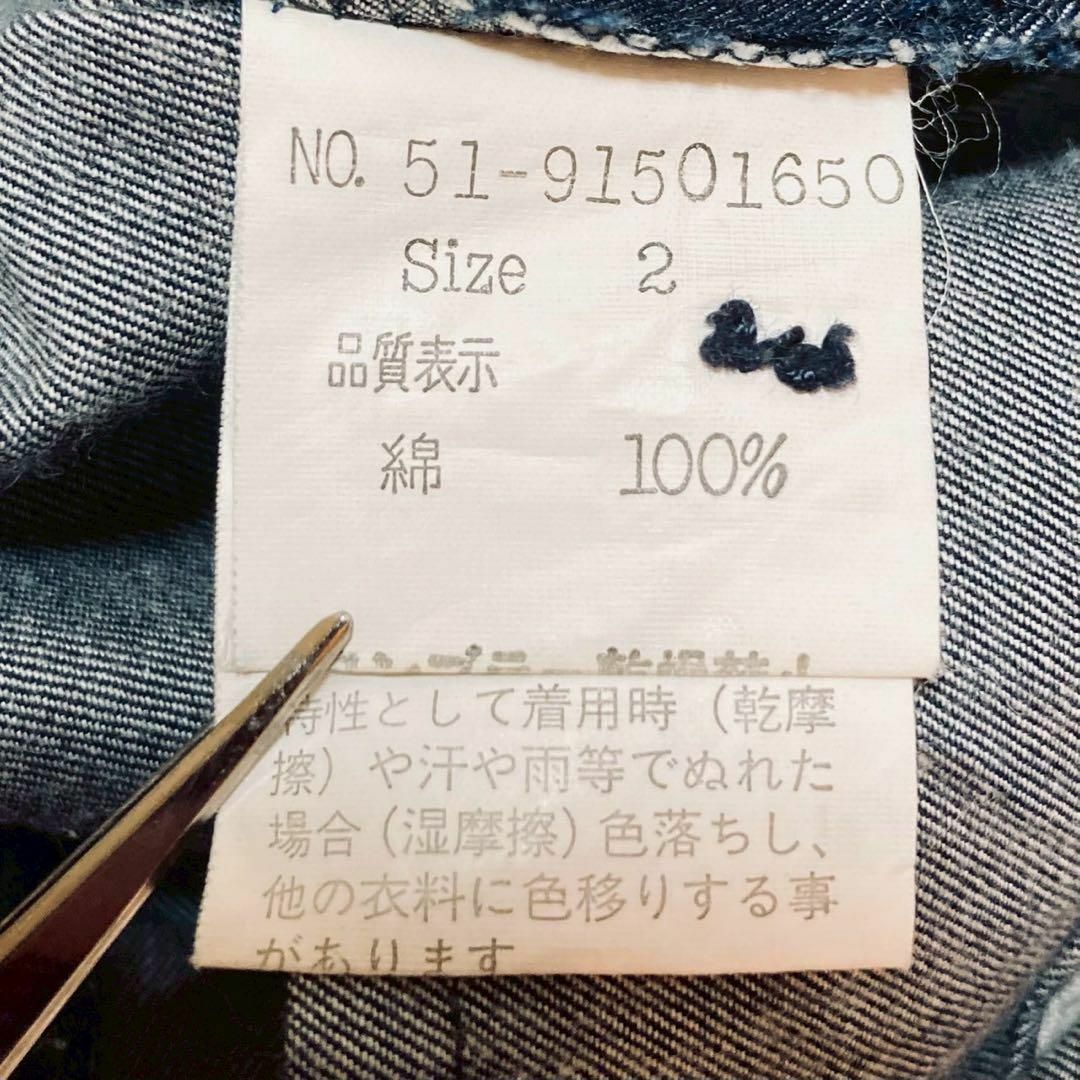 NO. 51-91501650
Size 2
品質表示
綿 100%
特性として着用時(乾摩
擦)や汗や雨等でぬれた
場合(湿摩擦)色落ちし、
他の衣料に色移りする事
があります